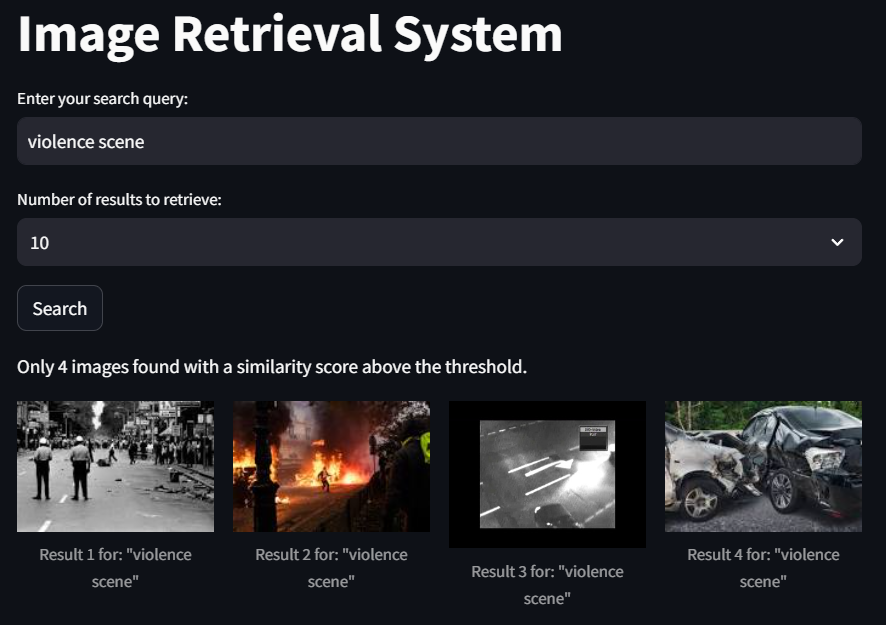 Image Retrieval System
Enter your search query:
violence scene
Number of results to retrieve:
10
Search
Only 4 images found with a similarity score above the threshold.
Result 1 for: "violence
scene"
Result 2 for: "violence
scene"
Result 3 for: "violence
scene"
Result 4 for: "violence
scene"